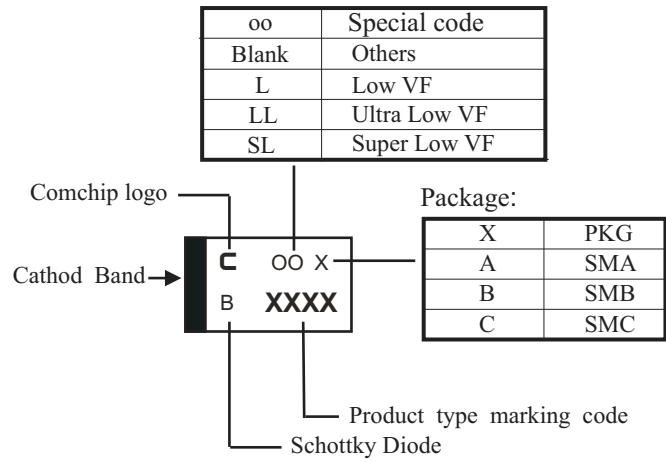 oo Special code
Blank Others
L Low VF
LL Ultra Low VF
SL Super Low VF
Comchip logo
Package:
X PKG
A SMA
B SMB
C SMC
Cathod Band
C OO X
B XXXX
Product type marking code
Schottky Diode